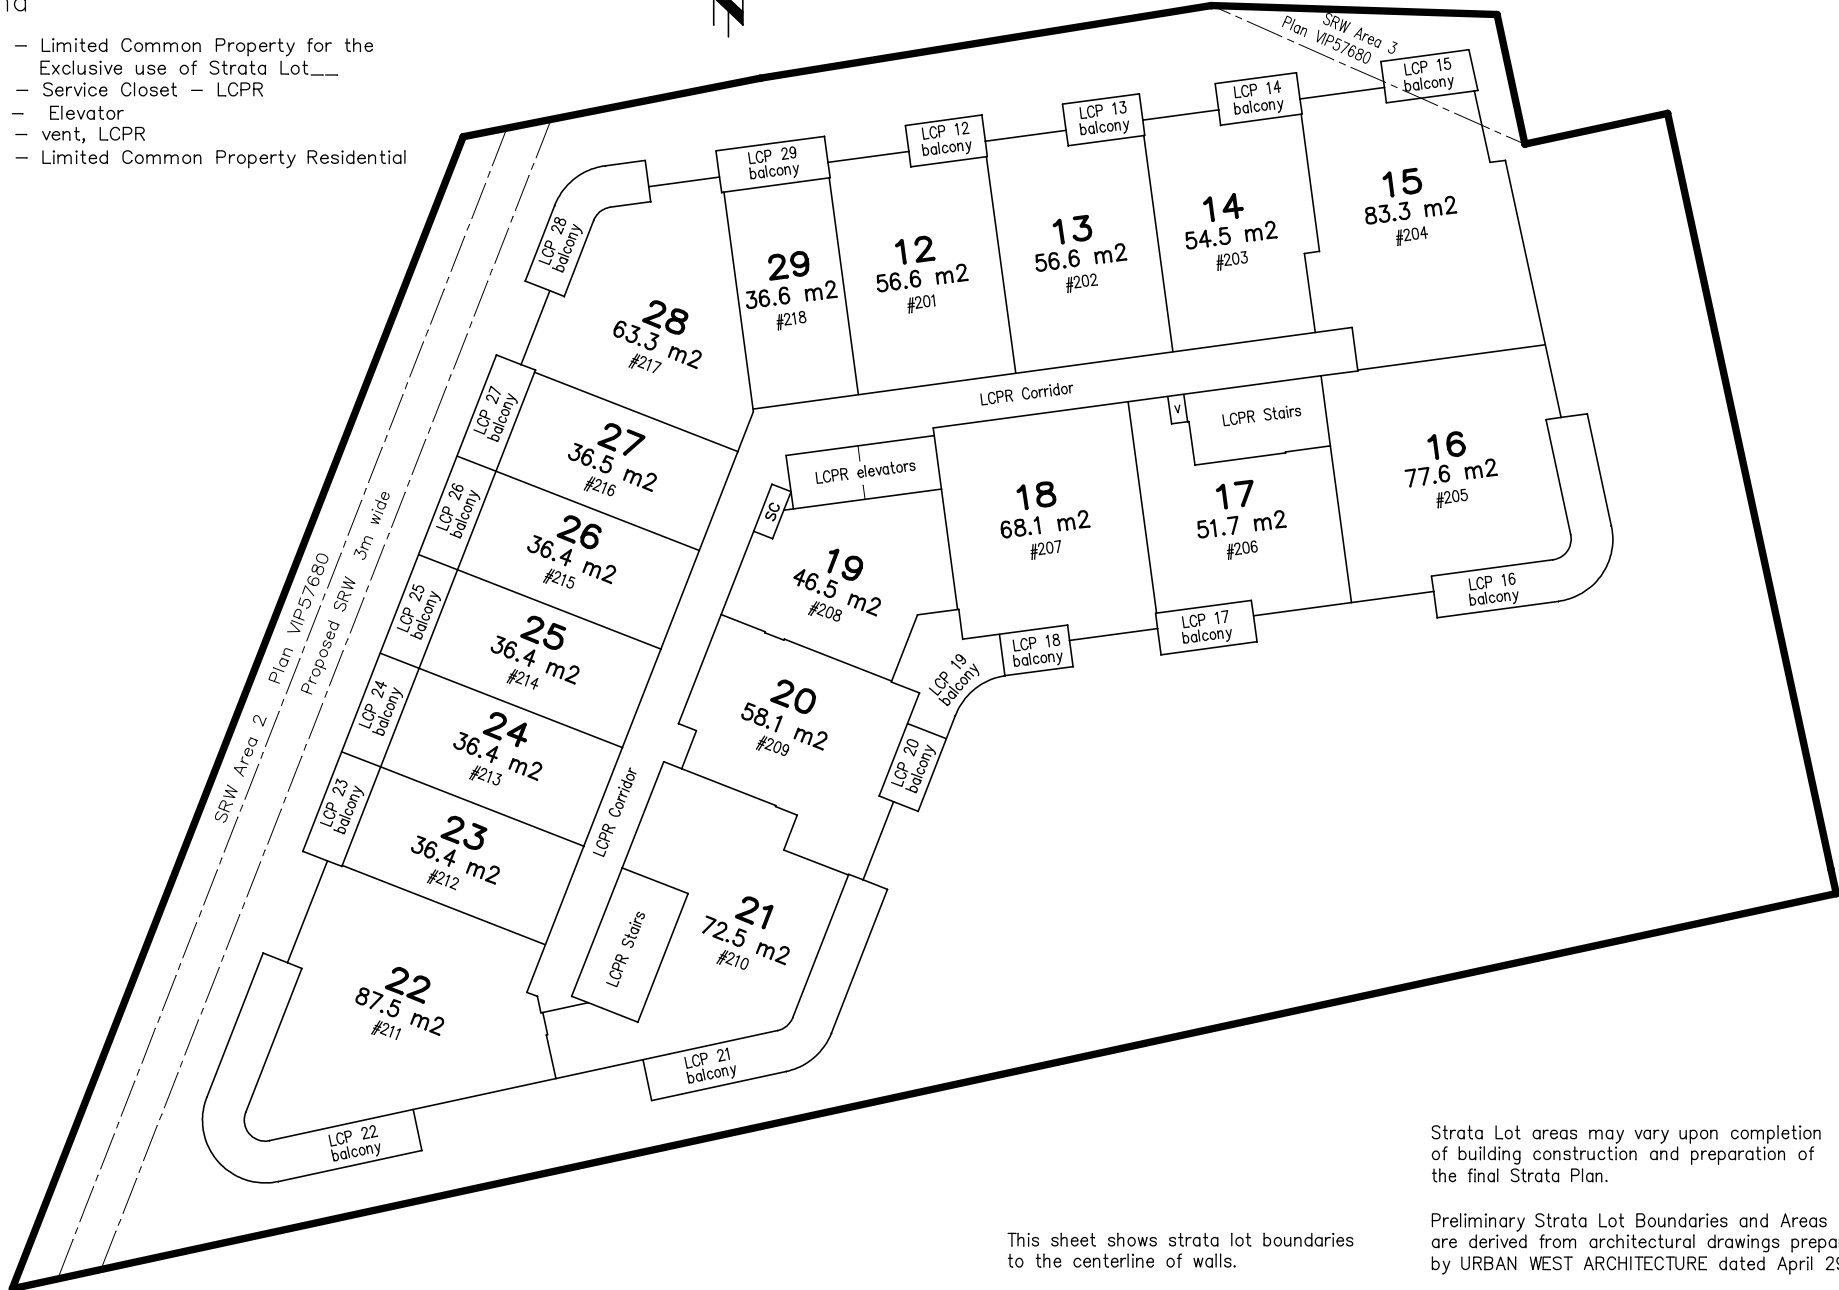 – Limited Common Property for the
Exclusive use of Strata Lot__
– Service Closet – LCPR
– Elevator
– vent, LCPR
– Limited Common Property Residential
SRW Area 3
Plan VIP57680
LCP 15
balcony
LCP 14
balcony
LCP 13
balcony
LCP 12
balcony
LCP 29
balcony
LCP 28
balcony
15
83.3 m2
#204
14
54.5 m2
#203
13
56.6 m2
#202
12
56.6 m2
#201
29
36.6 m2
#218
28
63.3 m2
#217
LCPR Corridor
V
LCPR Stairs
LCP 27
balcony
27
36.5 m2
#216
LCPR elevators
SC
18
68.1 m2
#207
17
51.7 m2
#206
16
77.6 m2
#205
LCP 26
balcony
26
36.4 m2
#215
19
46.5 m2
#208
LCP 16
balcony
LCP 17
balcony
LCP 18
balcony
LCP 19
balcony
LCP 25
balcony
25
36.4 m2
#214
20
58.1 m2
#209
LCP 20
balcony
SRW Area 2 Plan VIP57680
Proposed SRW 3m wide
LCP 24
balcony
24
36.4 m2
#213
LCP 23
balcony
23
36.4 m2
#212
LCPR Corridor
LCPR Stairs
21
72.5 m2
#210
22
87.5 m2
#211
LCP 21
balcony
LCP 22
balcony
This sheet shows strata lot boundaries
to the centerline of walls.
Strata Lot areas may vary upon completion
of building construction and preparation of
the final Strata Plan.
Preliminary Strata Lot Boundaries and Areas
are derived from architectural drawings prepa
by URBAN WEST ARCHITECTURE dated April 29